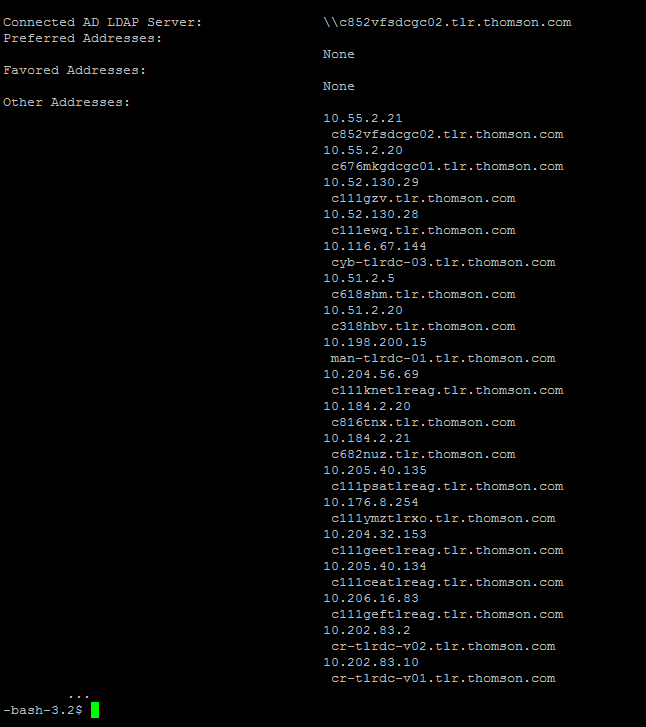 Connected AD LDAP Server: \\c852vfsdcgc02.tlr.thomson.com
Preferred Addresses:
None
Favored Addresses:
None
Other Addresses:
10.55.2.21
c852vfsdcgc02.tlr.thomson.com
10.55.2.20
c676mkgdcgc01.tlr.thomson.com
10.52.130.29
c111gzv.tlr.thomson.com
10.52.130.28
c111ewq.tlr.thomson.com
10.116.67.144
cyb-tlrdc-03.tlr.thomson.com
10.51.2.5
c618shm.tlr.thomson.com
10.51.2.20
c318hbv.tlr.thomson.com
10.198.200.15
man-tlrdc-01.tlr.thomson.com
10.204.56.69
c111knetlreag.tlr.thomson.com
10.184.2.20
c816tnx.tlr.thomson.com
10.184.2.21
c682nuz.tlr.thomson.com
10.205.40.135
c111psatlreag.tlr.thomson.com
10.176.8.254
c111ymztlrxo.tlr.thomson.com
10.204.32.153
c111geetlreag.tlr.thomson.com
10.205.40.134
c111ceatlreag.tlr.thomson.com
10.206.16.83
c111geftlreag.tlr.thomson.com
10.202.83.2
cr-tlrdc-v02.tlr.thomson.com
10.202.83.10
cr-tlrdc-v01.tlr.thomson.com
...
-bash-3.2$